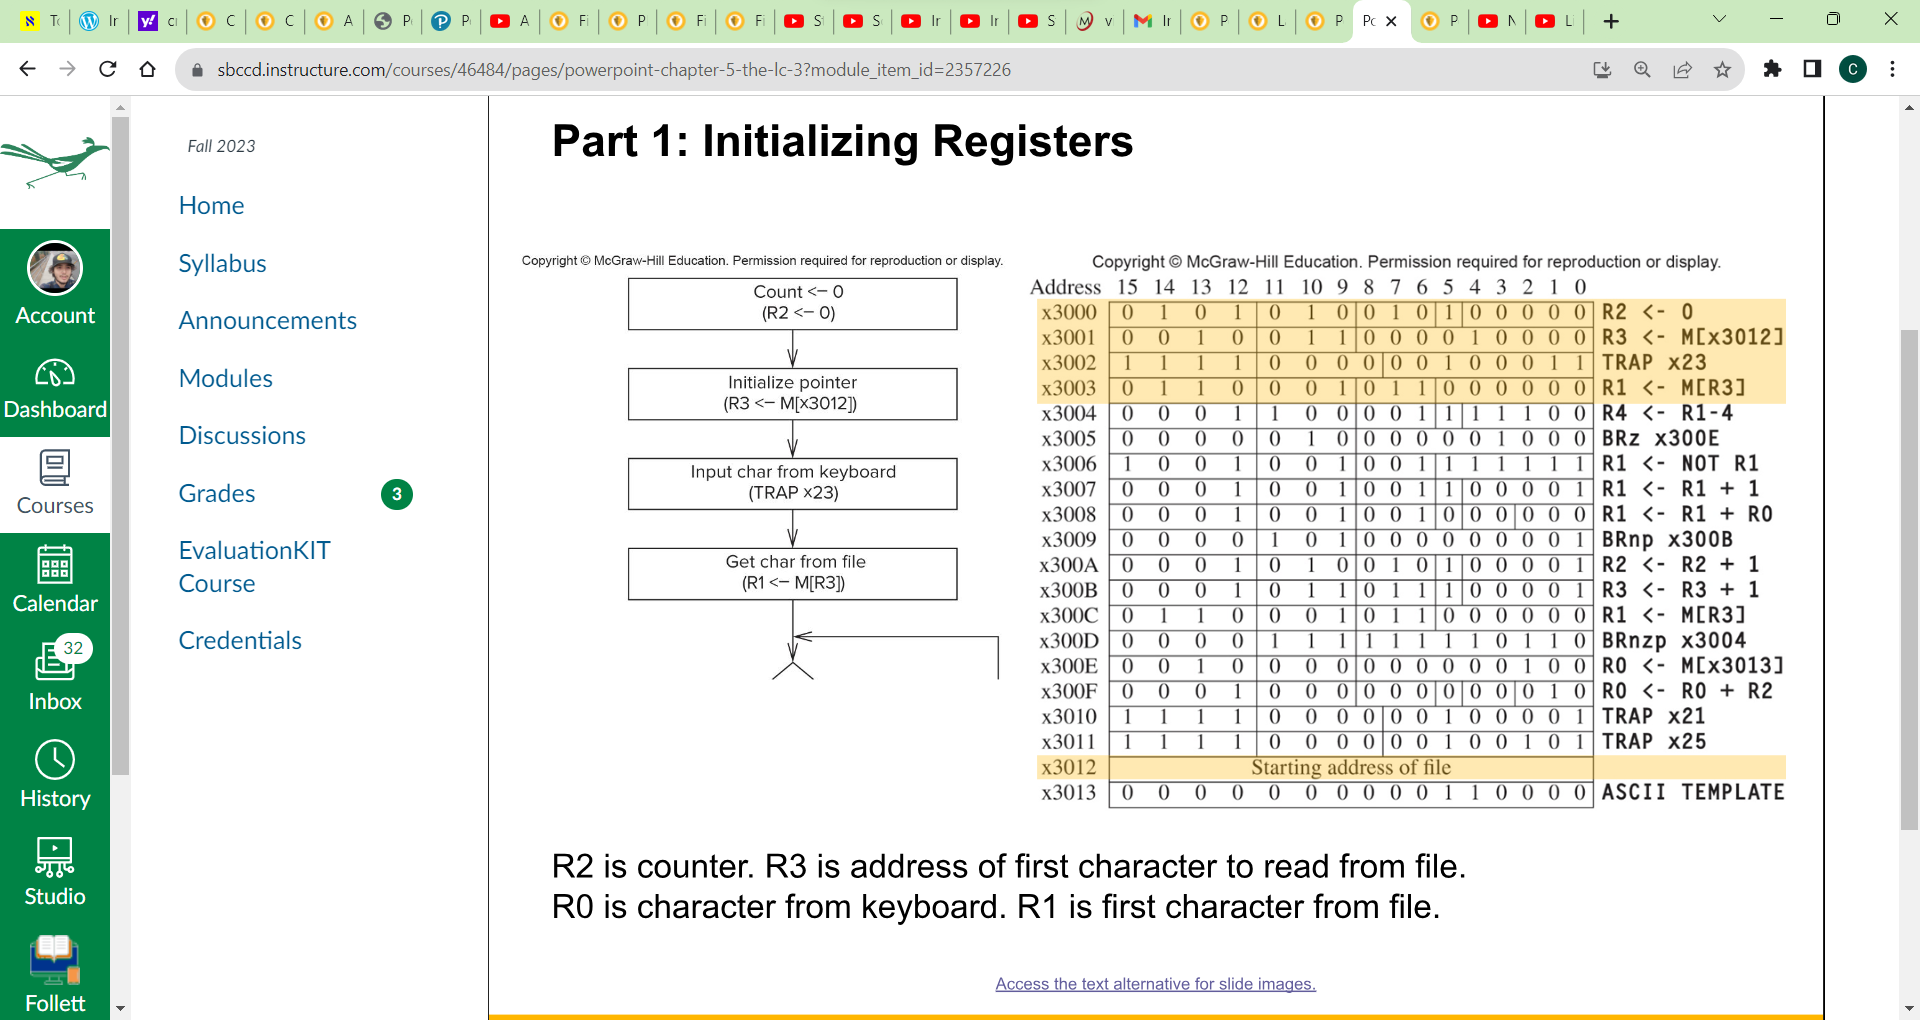 sbccd.instructure.com/courses/46484/pages/powerpoint-chapter-5-the-lc-3?module_item_id=2357226
C
Account
Dashboard
Courses
Calendar
32
Inbox
History
Studio
Follett
Fall 2023
Home
Syllabus
Announcements
Modules
Discussions
Grades
3
EvaluationKIT
Course
Credentials
Part 1: Initializing Registers
Copyright © McGraw-Hill Education. Permission required for reproduction or display.
Count <– 0
(R2 <– 0)
Initialize pointer
(R3 <– M[x3012])
Input char from keyboard
(TRAP x23)
Get char from file
(R1 <– M[R3])
Copyright © McGraw-Hill Education. Permission required for reproduction or display.
Address 15 14 13 12 11 10 9 8 7 6 5 4 3 2 1 0
x3000 0 1 0 1 0 1 0 0 1 0 1 0 0 0 0 0 R2 <- 0
x3001 0 0 1 0 0 1 1 0 0 0 0 1 0 0 0 0 R3 <- M[x3012]
x3002 1 1 1 1 0 0 0 0 0 0 1 0 0 0 1 1 TRAP x23
x3003 0 1 1 0 0 0 1 0 1 1 0 0 0 0 0 0 R1 <- M[R3]
x3004 0 0 0 1 1 0 0 0 0 1 1 1 1 1 0 0 R4 <- R1-4
x3005 0 0 0 0 0 1 0 0 0 0 0 0 1 0 0 0 BRz x300E
x3006 1 0 0 1 0 0 1 0 0 1 1 1 1 1 1 1 R1 <- NOT R1
x3007 0 0 0 1 0 0 1 0 0 1 1 0 0 0 0 1 R1 <- R1 + 1
x3008 0 0 0 1 0 0 1 0 0 1 0 0 0 0 0 0 R1 <- R1 + R0
x3009 0 0 0 0 1 0 1 0 0 0 0 0 0 0 0 1 BRnp x300B
x300A 0 0 0 1 0 1 0 0 1 0 1 0 0 0 0 1 R2 <- R2 + 1
x300B 0 0 0 1 0 1 1 0 1 1 1 0 0 0 0 1 R3 <- R3 + 1
x300C 0 1 1 0 0 0 1 0 1 1 0 0 0 0 0 0 R1 <- M[R3]
x300D 0 0 0 0 1 1 1 1 1 1 1 1 0 1 1 0 BRnzp x3004
x300E 0 0 1 0 0 0 0 0 0 0 0 0 0 1 0 0 R0 <- M[x3013]
x300F 0 0 0 1 0 0 0 0 0 0 0 0 0 0 1 0 R0 <- R0 + R2
x3010 1 1 1 1 0 0 0 0 0 0 1 0 0 0 0 1 TRAP x21
x3011 1 1 1 1 0 0 0 0 0 0 1 0 0 1 0 1 TRAP x25
x3012 Starting address of file
x3013 0 0 0 0 0 0 0 0 0 0 1 1 0 0 0 0 ASCII TEMPLATE
R2 is counter. R3 is address of first character to read from file.
R0 is character from keyboard. R1 is first character from file.
Access the text alternative for slide images.